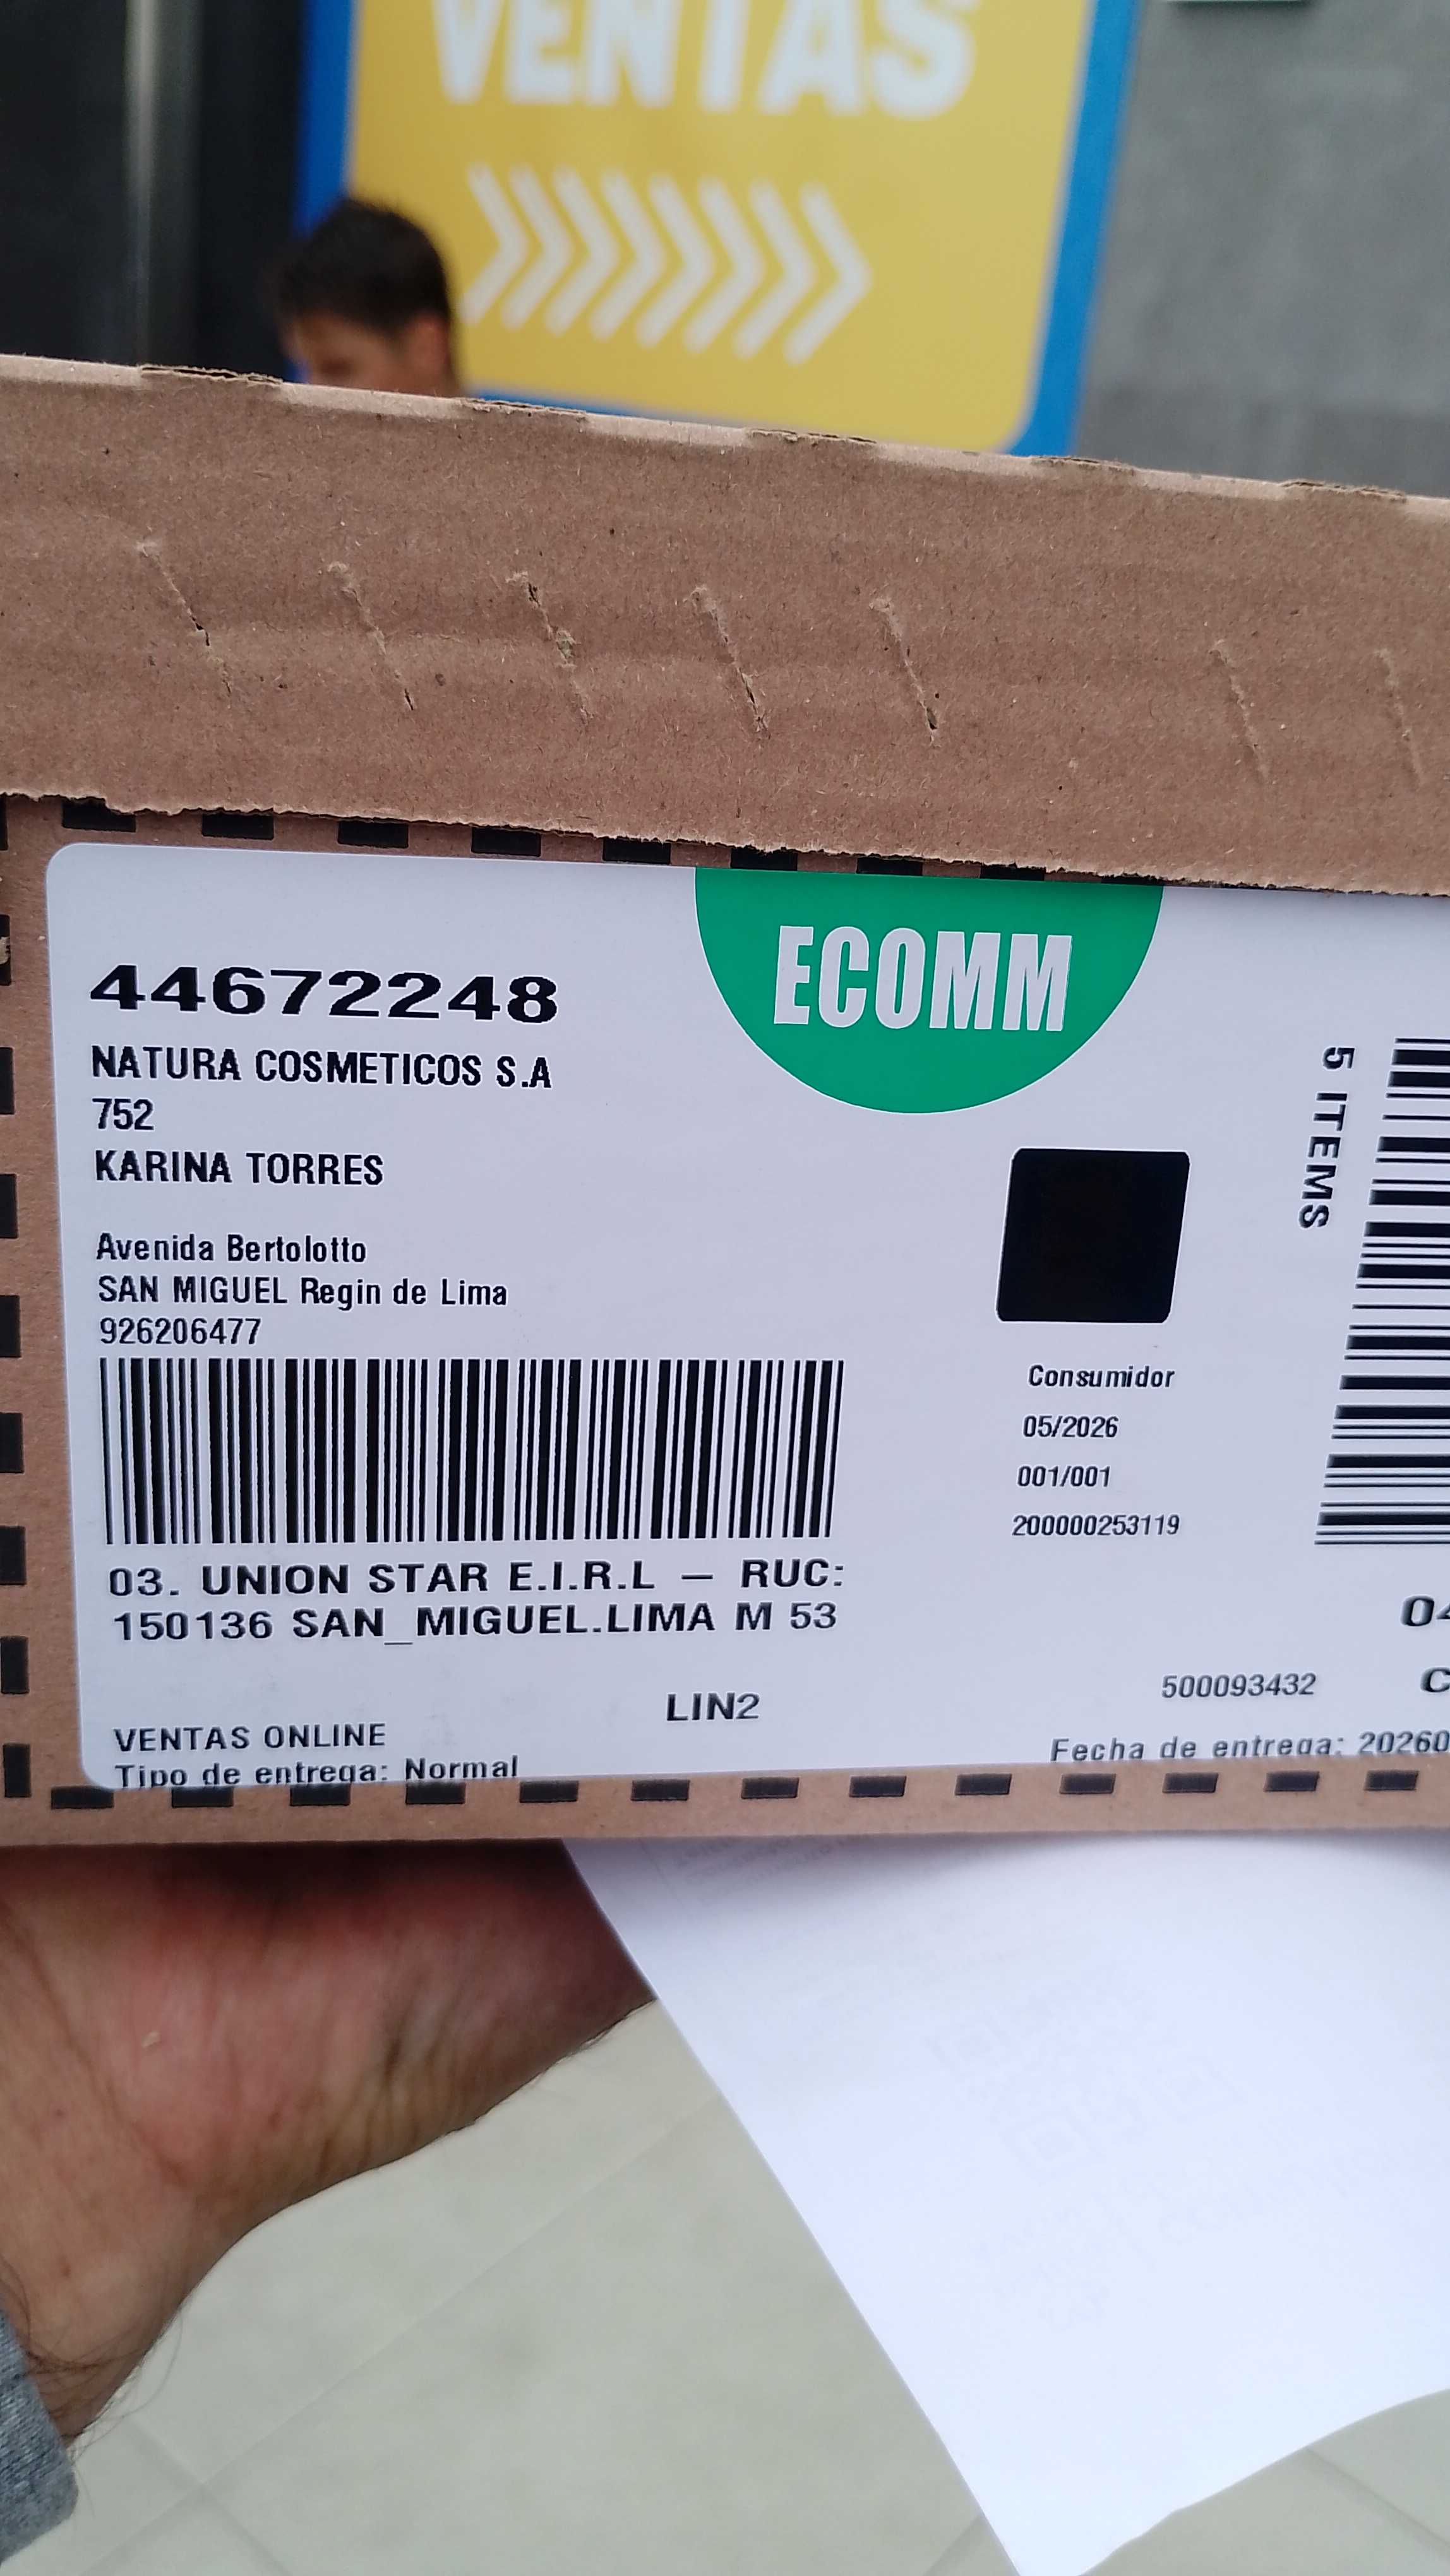 VENTAS
ECOMM
44672248
NATURA COSMETICOS S.A
752
KARINA TORRES
Avenida Bertolotto
SAN MIGUEL Regin de Lima
926206477
5 ITEMS
Consumidor
05/2026
001/001
200000253119
03. UNION STAR E.I.R.L – RUC:
150136 SAN_MIGUEL.LIMA M 53
LIN2
500093432
VENTAS ONLINE
Tipo de entrega: Normal
Fecha de entrega: 20260